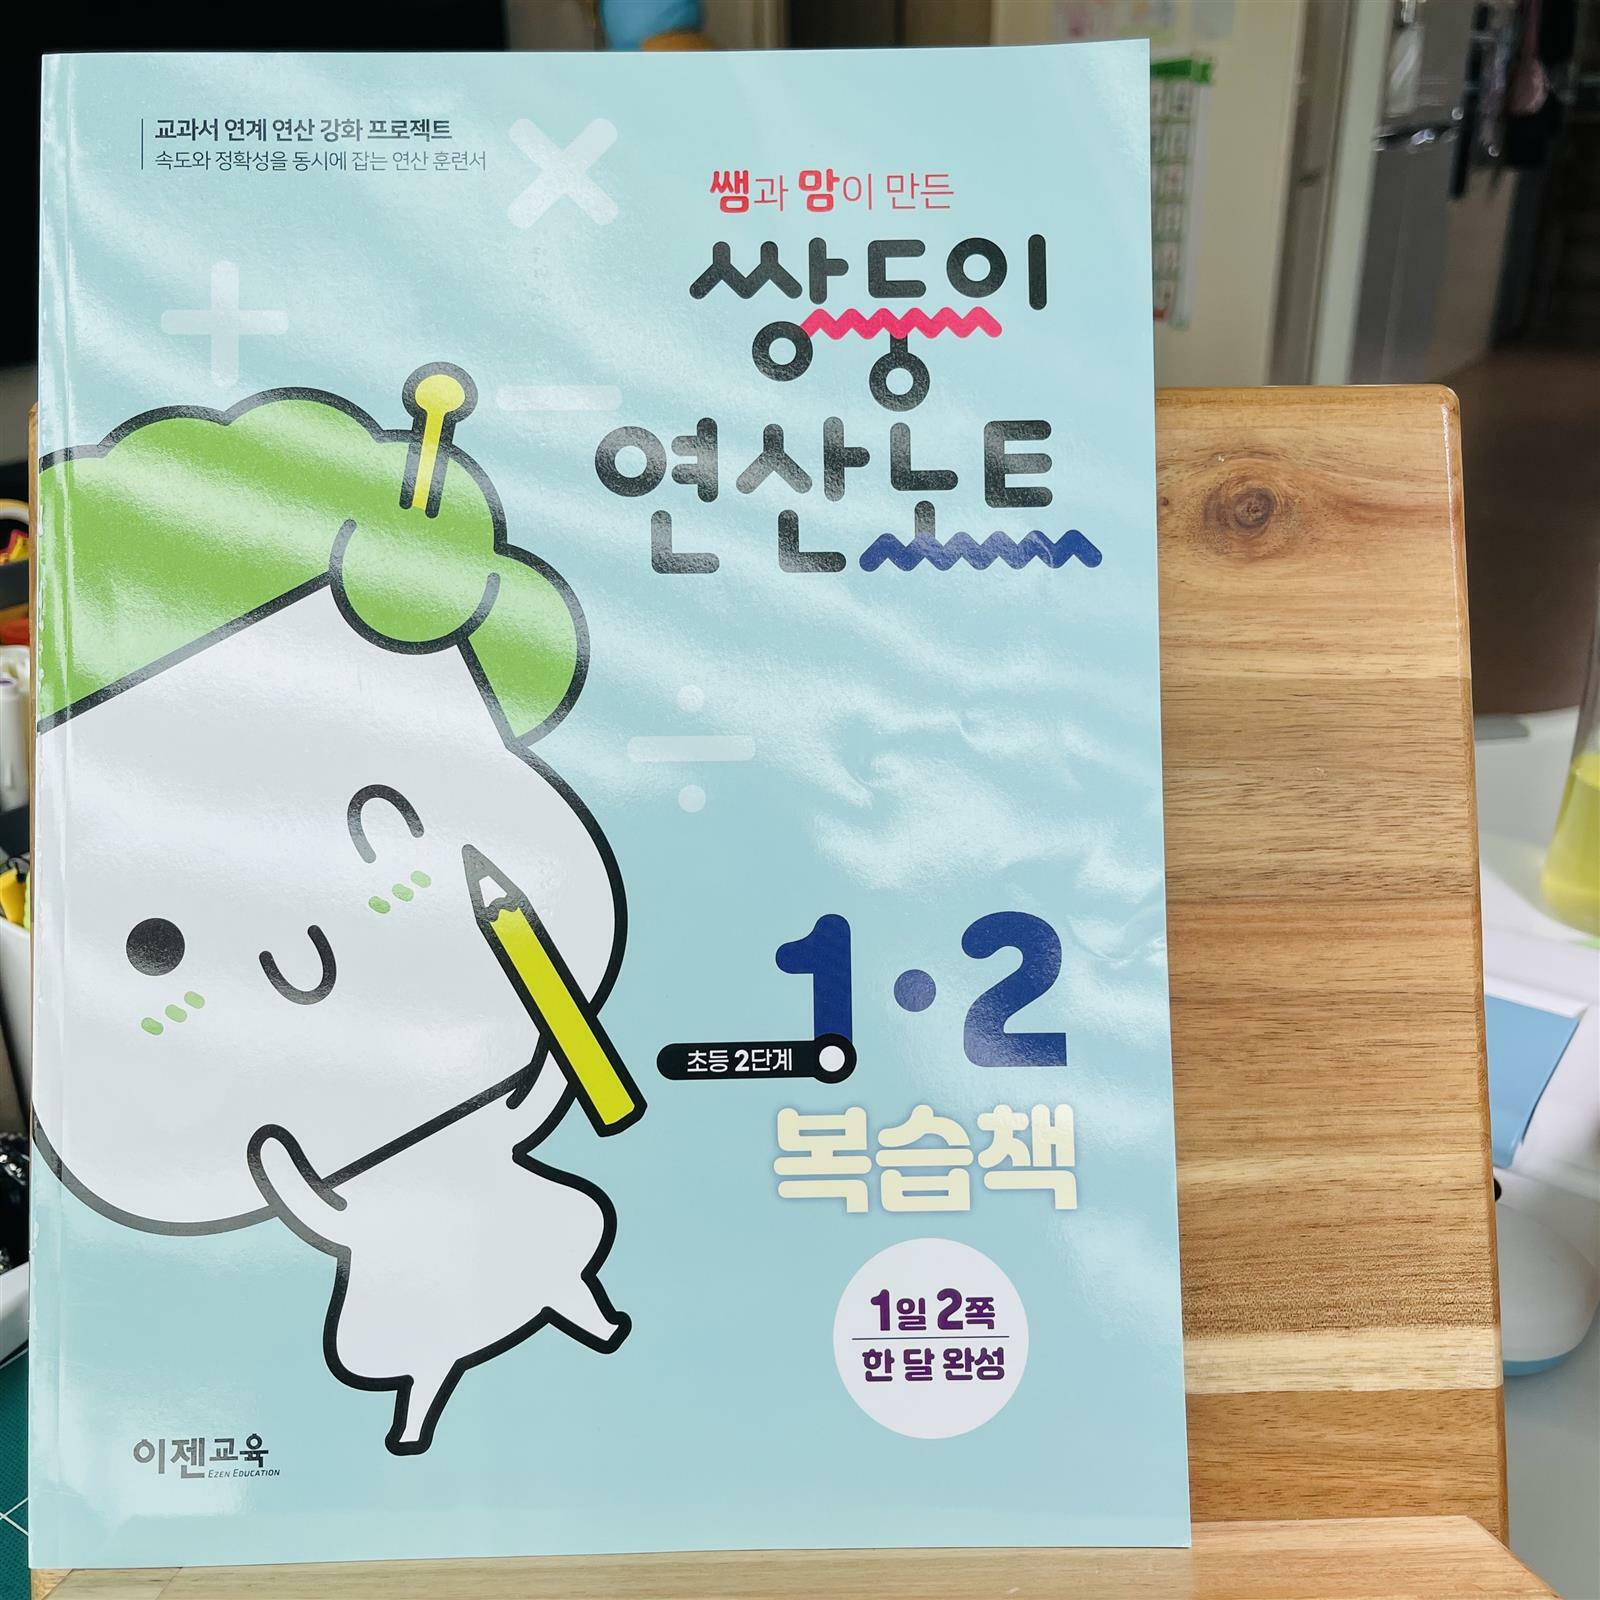 교과서 연계 연산 강화 프로젝트
속도와 정확성을 동시에 잡는 연산 훈련서
쌤과 맘이 만든
쌍둥이
연산노트
1·2
초등 2단계
복습책
1일 2쪽
한 달 완성
이젠교육
EZEN EDUCATION